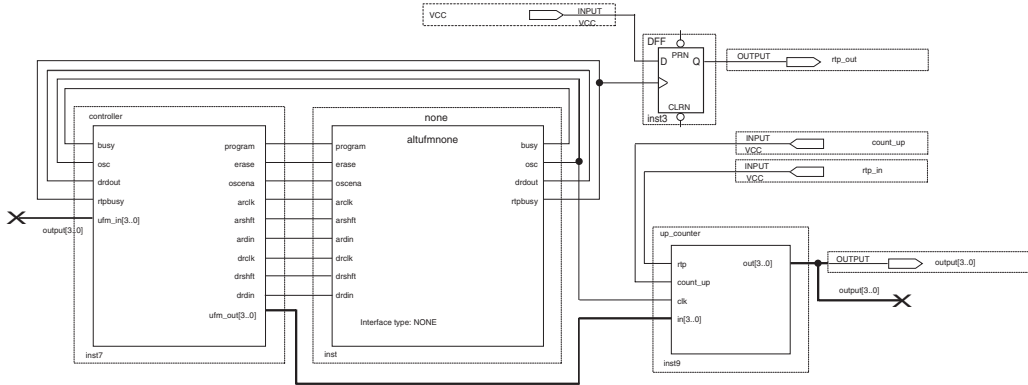 VCC
INPUT
VCC
DFF
PRN
D
Q
CLRN
inst3
OUTPUT
rtp_out
controller
busy
osc
drdout
rtpbusy
ufm_in[3..0]
output[3..0]
program
erase
oscena
arclk
arshft
ardin
drclk
drshft
drdin
ufm_out[3..0]
inst7
none
altufmnone
program
erase
oscena
arclk
arshft
ardin
drclk
drshft
drdin
busy
osc
drdout
rtpbusy
Interface type: NONE
inst
INPUT
VCC
count_up
INPUT
VCC
rtp_in
up_counter
rtp
count_up
clk
in[3..0]
out[3..0]
inst9
OUTPUT
output[3..0]
output[3..0]